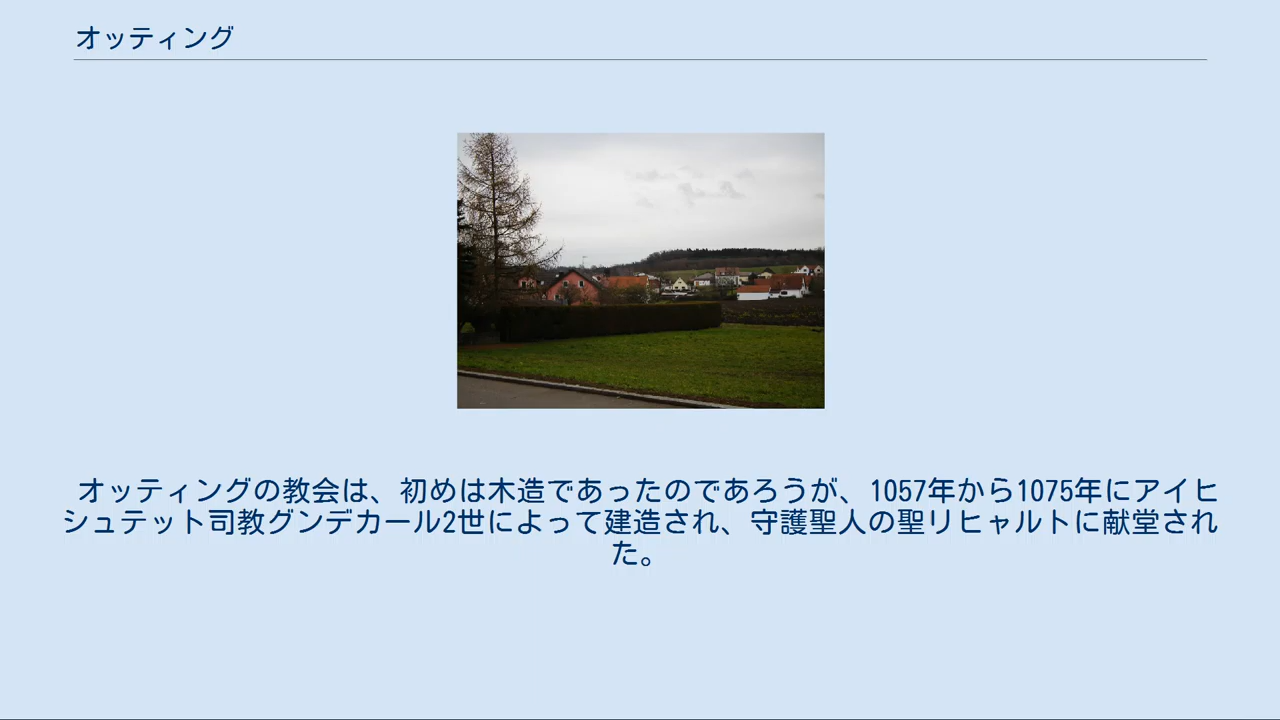 オッティング
オッティングの教会は、初めは木造であったのであろうが、1057年から1075年にアイヒ
シュテット司教グンデカール2世によって建造され、守護聖人の聖リヒャルトに献堂され
た。